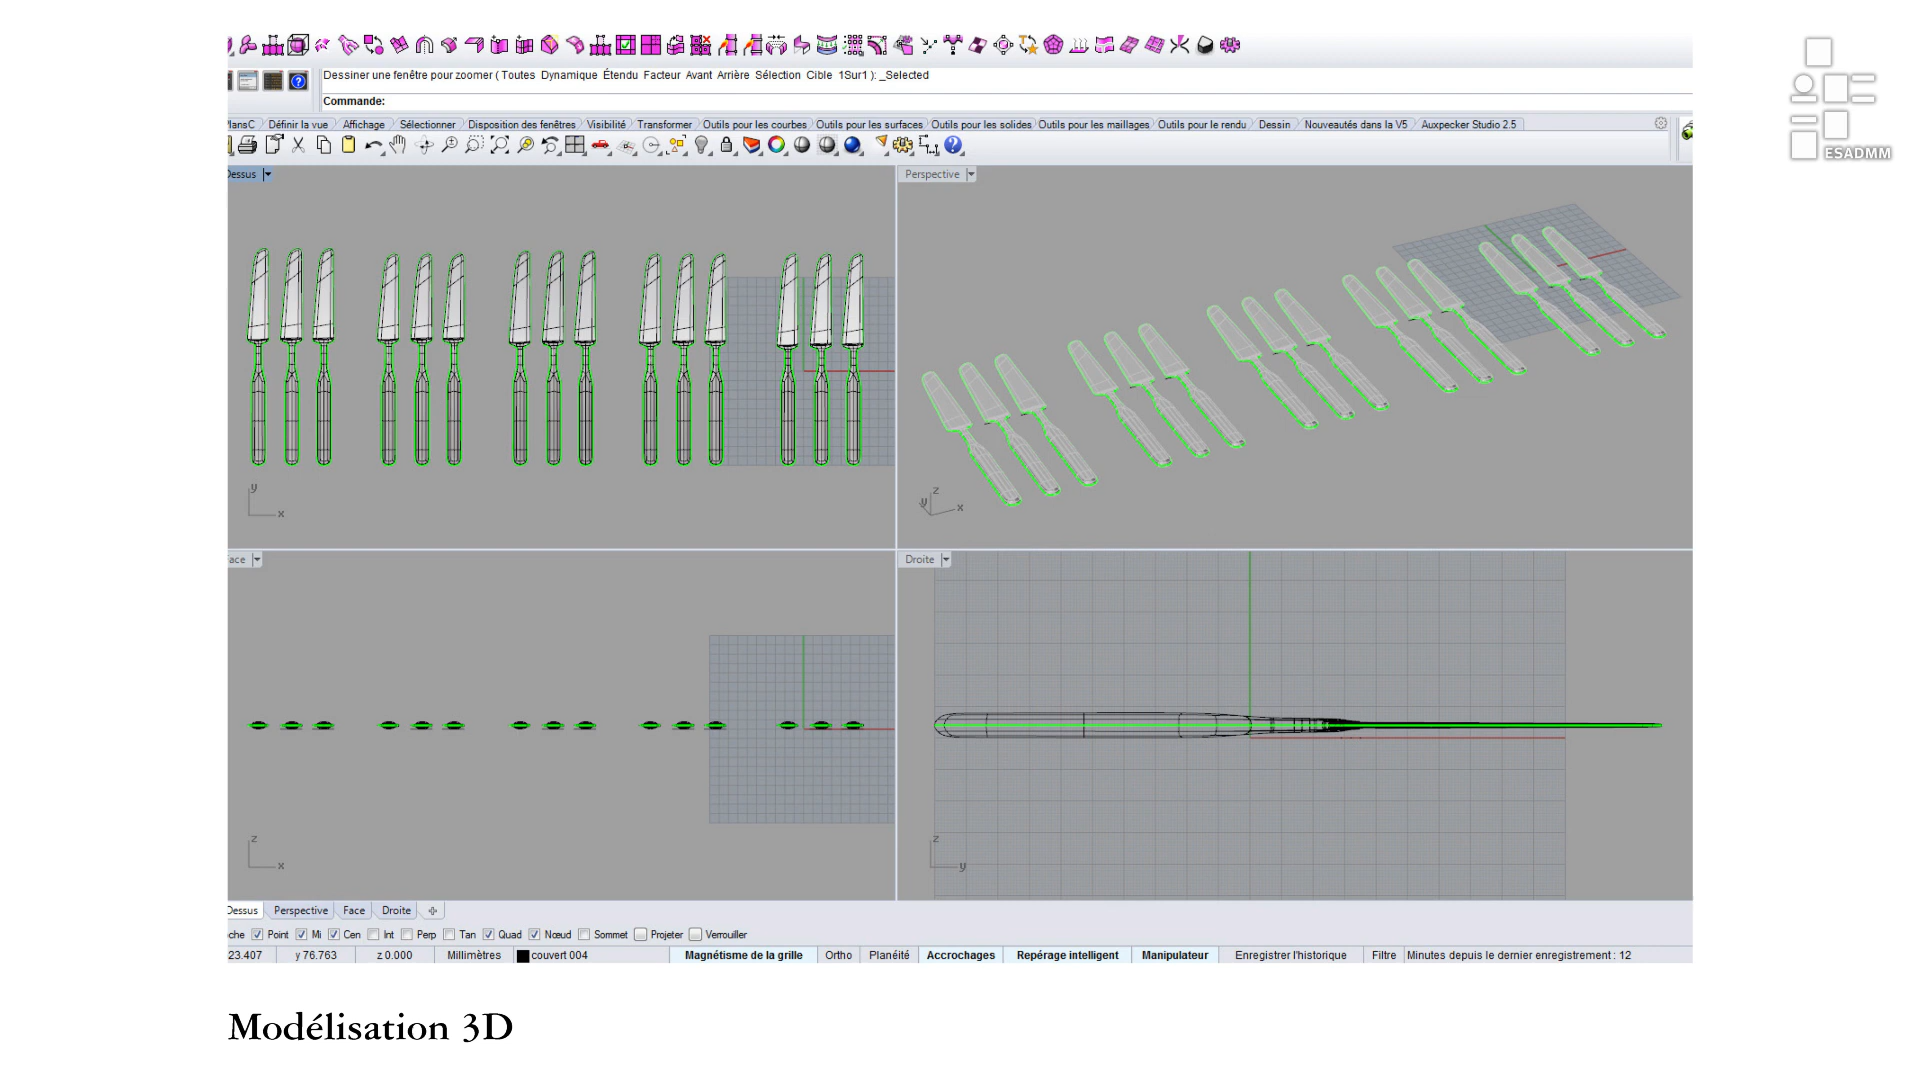 Dessiner une fenêtre pour zoomer ( Toutes Dynamique Étendu Facteur Avant Arrière Sélection Cible 1Sur1 ): _Selected
Commande:
PlansC Définir la vue Affichage Sélectionner Disposition des fenêtres Visibilité Transformer Outils pour les courbes Outils pour les surfaces Outils pour les solides Outils pour les maillages Outils pour le rendu Dessin Nouveautés dans la V5 Auxpecker Studio 2.5
Dessus
Perspective
y
x
z
y
x
ace
Droite
z
x
z
y
Dessus Perspective Face Droite
che Point Mi Cen Int Perp Tan Quad Nœud Sommet Projeter Verrouiller
23.407 y 76.763 z 0.000 Millimètres couvert 004 Magnétisme de la grille Ortho Planéité Accrochages Repérage intelligent Manipulateur Enregistrer l'historique Filtre Minutes depuis le dernier enregistrement : 12
Modélisation 3D
ESADMM